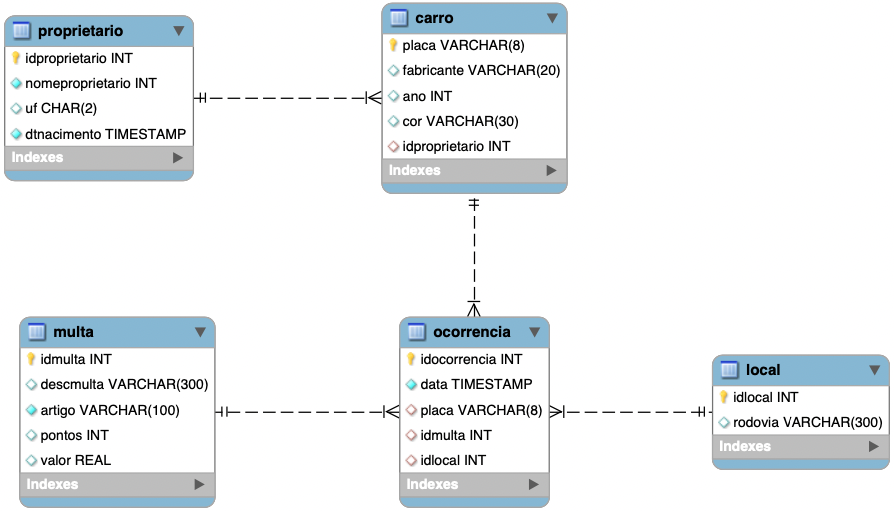 proprietario
idproprietario INT
nomeproprietario INT
uf CHAR(2)
dtnacimento TIMESTAMP
Indexes
carro
placa VARCHAR(8)
fabricante VARCHAR(20)
ano INT
cor VARCHAR(30)
idproprietario INT
Indexes
multa
idmulta INT
descmulta VARCHAR(300)
artigo VARCHAR(100)
pontos INT
valor REAL
Indexes
ocorrencia
idocorrencia INT
data TIMESTAMP
placa VARCHAR(8)
idmulta INT
idlocal INT
Indexes
local
idlocal INT
rodovia VARCHAR(300)
Indexes